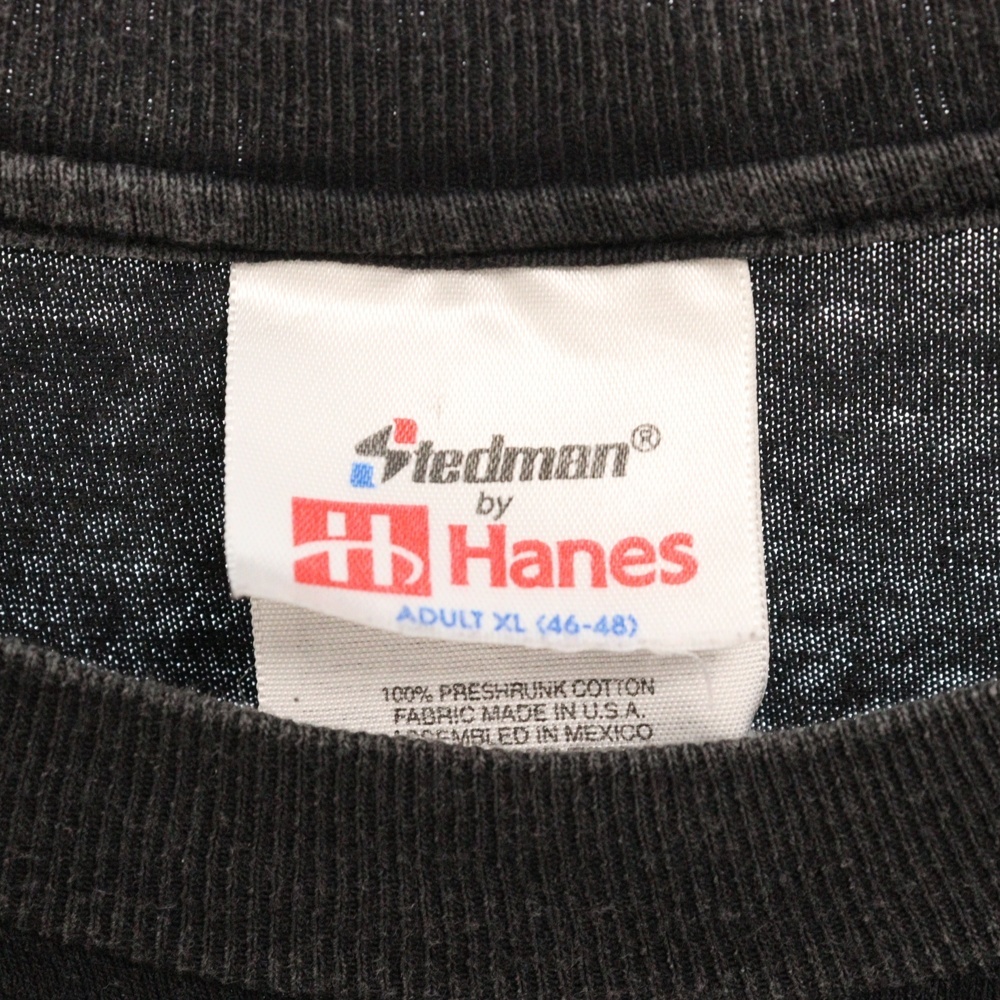 Stedman®
by
H Hanes
ADULT XL (46-48)
100% PRESHRUNK COTTON
FABRIC MADE IN U.S.A.
ASSEMBLED IN MEXICO